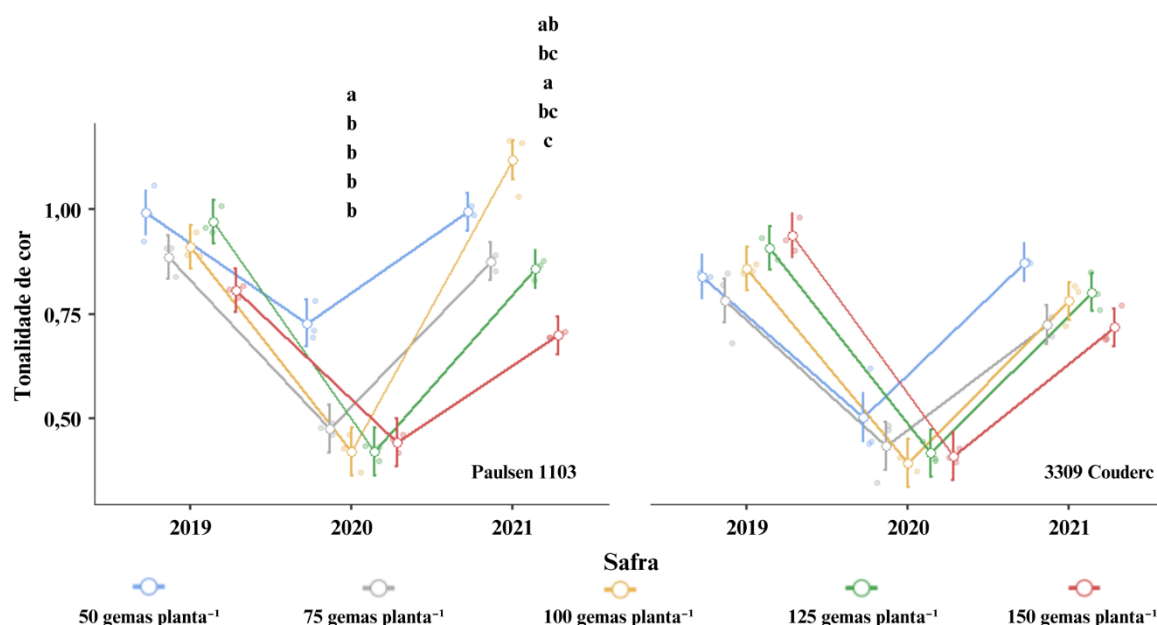 ab
bc
a
bc
c
a
b
b
b
b
Tonalidade de cor
1,00
0,75
0,50
Paulsen 1103
3309 Couderc
2019 2020 2021 2019 2020 2021
Safra
50 gemas planta⁻¹ 75 gemas planta⁻¹ 100 gemas planta⁻¹ 125 gemas planta⁻¹ 150 gemas planta⁻¹